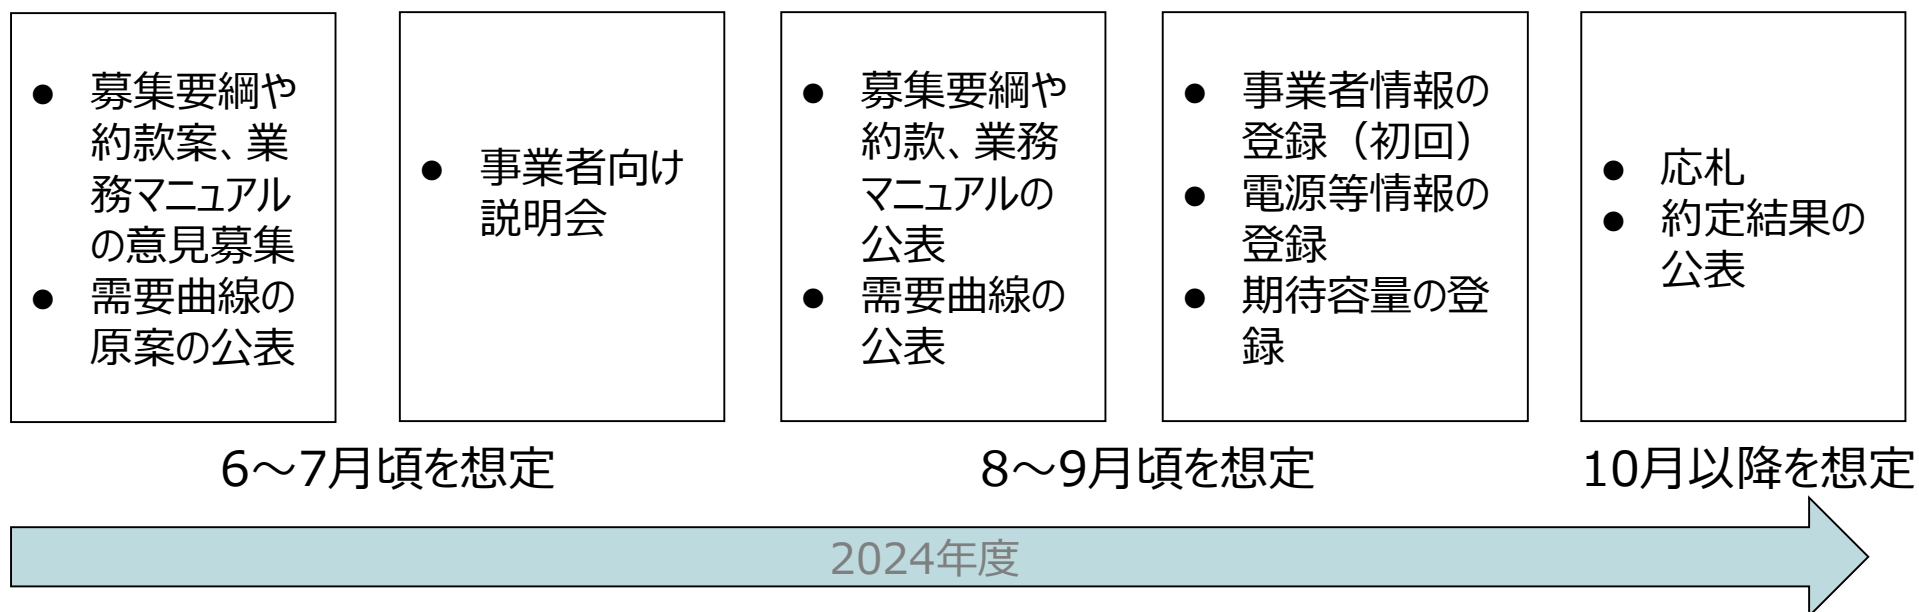 ● 募集要綱や
約款案、業
務マニュアル
の意見募集
● 需要曲線の
原案の公表
● 事業者向け
説明会
● 募集要綱や
約款、業務
マニュアルの
公表
● 需要曲線の
公表
● 事業者情報の
登録（初回）
● 電源等情報の
登録
● 期待容量の登
録
● 応札
● 約定結果の
公表
6～7月頃を想定
8～9月頃を想定
10月以降を想定
2024年度